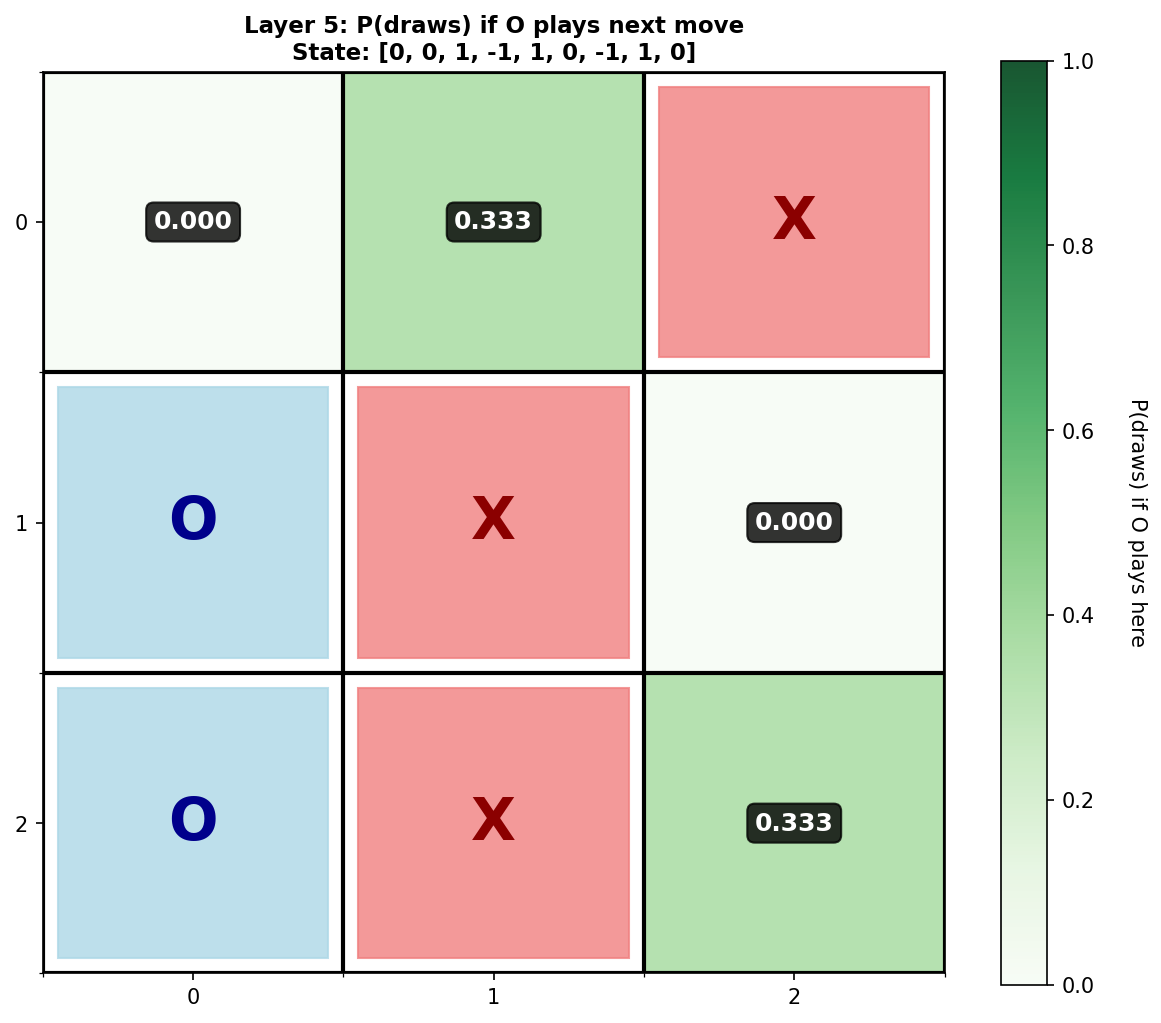 Layer 5: P(draws) if O plays next move
State: [0, 0, 1, -1, 1, 0, -1, 1, 0]
0
1
2
0.000
0.333
X
O
X
0.000
O
X
0.333
0
1
2
1.0
0.8
0.6
0.4
0.2
0.0
P(draws) if O plays here